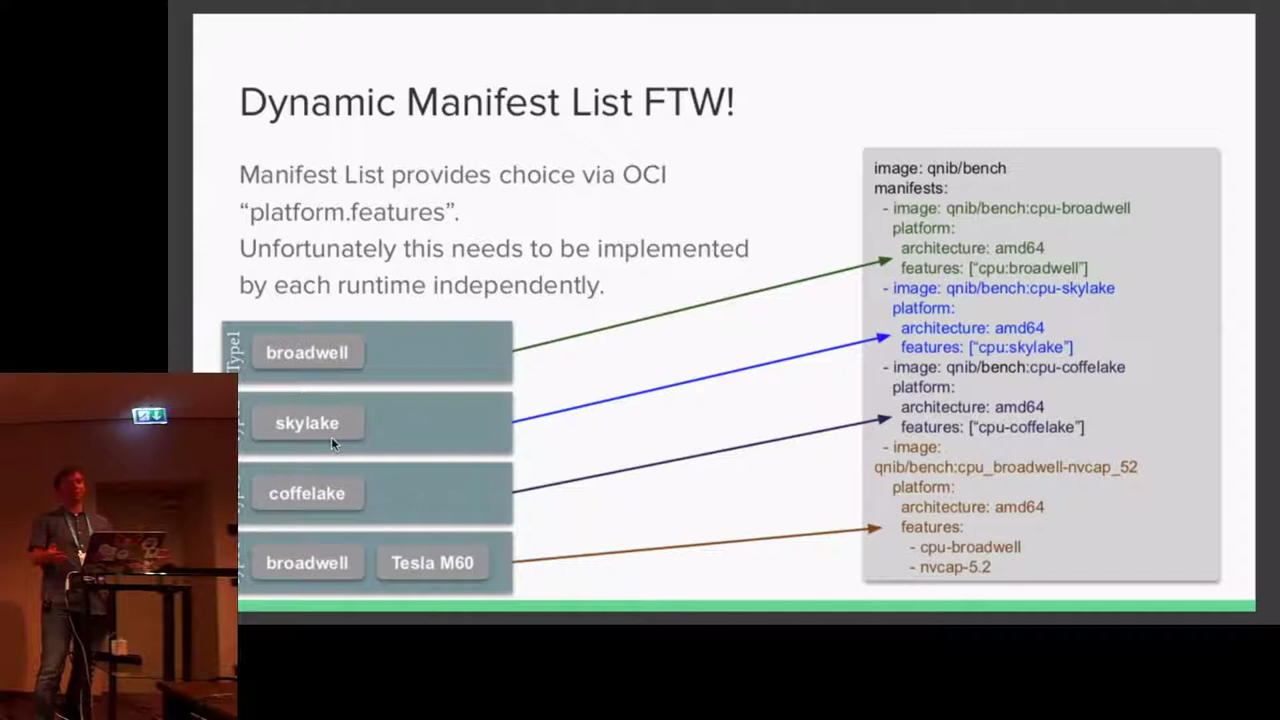 Dynamic Manifest List FTW!
Manifest List provides choice via OCI
“platform.features”.
Unfortunately this needs to be implemented
by each runtime independently.
Type1
broadwell
skylake
coffelake
broadwell
Tesla M60
image: qnib/bench
manifests:
- image: qnib/bench:cpu-broadwell
platform:
architecture: amd64
features: [“cpu:broadwell”]
- image: qnib/bench:cpu-skylake
platform:
architecture: amd64
features: [“cpu:skylake”]
- image: qnib/bench:cpu-coffelake
platform:
architecture: amd64
features: [“cpu-coffelake”]
- image:
qnib/bench:cpu_broadwell-nvcap_52
platform:
architecture: amd64
features:
- cpu-broadwell
- nvcap-5.2